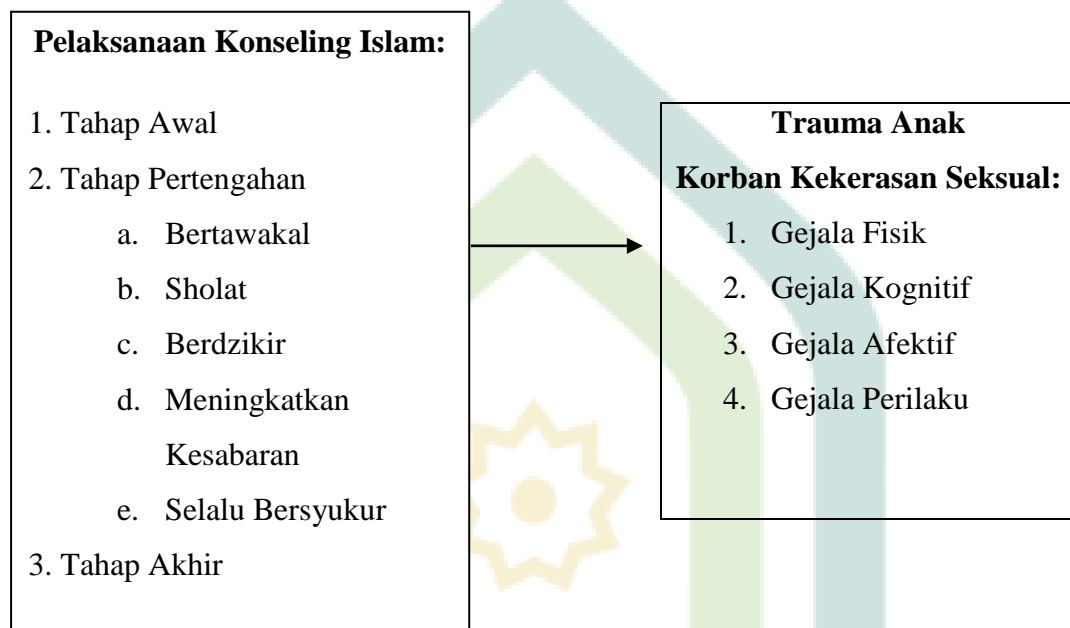 Pelaksanaan Konseling Islam:
1. Tahap Awal
2. Tahap Pertengahan
a. Bertawakal
b. Sholat
c. Berdzikir
d. Meningkatkan
Kesabaran
e. Selalu Bersyukur
3. Tahap Akhir
Trauma Anak
Korban Kekerasan Seksual:
1. Gejala Fisik
2. Gejala Kognitif
3. Gejala Afektif
4. Gejala Perilaku